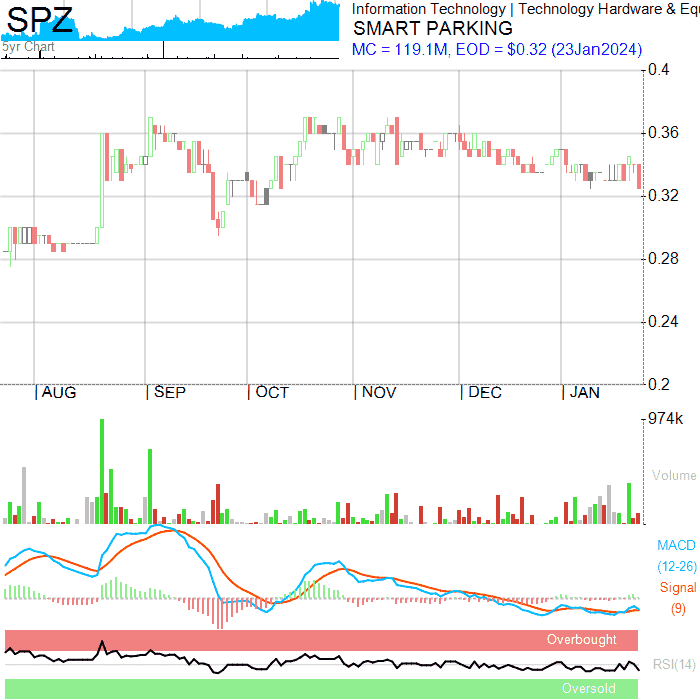 SPZ
5yr Chart
Information Technology | Technology Hardware & Equ
SMART PARKING
MC = 119.1M, EOD = $0.32 (23Jan2024)
0.4
0.36
0.32
0.28
0.24
0.2
| AUG | SEP | OCT | NOV | DEC | JAN
974k
Volume
MACD
(12-26)
Signal
(9)
Overbought
RSI(14)
Oversold